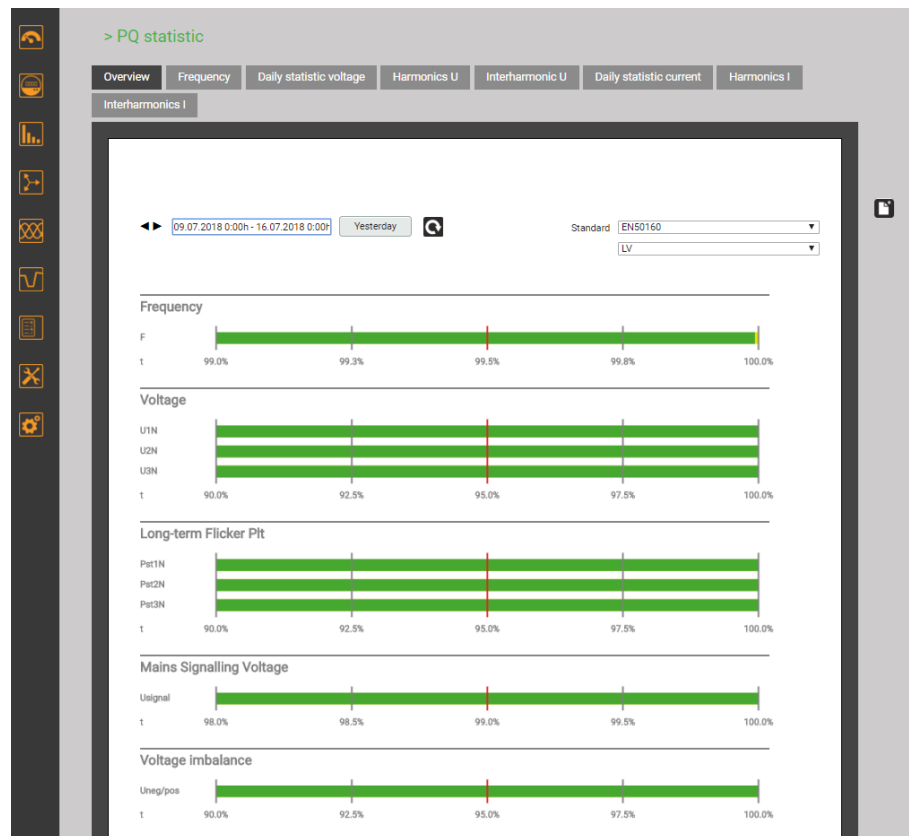 > PQ statistic
Overview Frequency Daily statistic voltage Harmonics U Interharmonic U Daily statistic current Harmonics I
Interharmonics I
09.07.2018 0:00h - 16.07.2018 0:00h Yesterday Standard EN50160
LV
Frequency
F
t 99.0% 99.3% 99.5% 99.8% 100.0%
Voltage
U1N
U2N
U3N
t 90.0% 92.5% 95.0% 97.5% 100.0%
Long-term Flicker Plt
Pst1N
Pst2N
Pst3N
t 90.0% 92.5% 95.0% 97.5% 100.0%
Mains Signalling Voltage
Usignal
t 98.0% 98.5% 99.0% 99.5% 100.0%
Voltage imbalance
Uneg/pos
t 90.0% 92.5% 95.0% 97.5% 100.0%